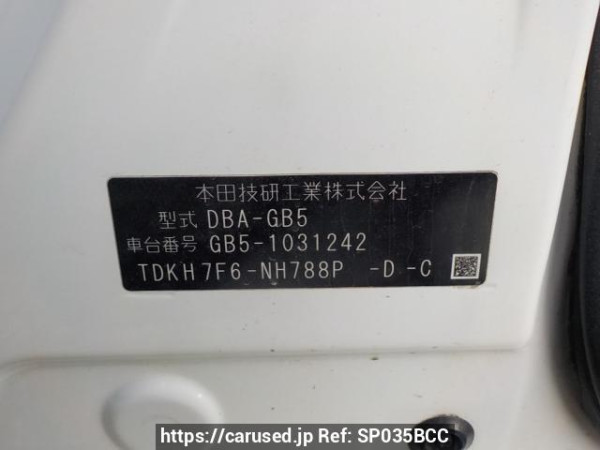 本田技研工業株式会社
型式 DBA-GB5
車台番号 GB5-1031242
TDKH7F6-NH788P -D-C
https://carused.jp Ref: SP035BCC